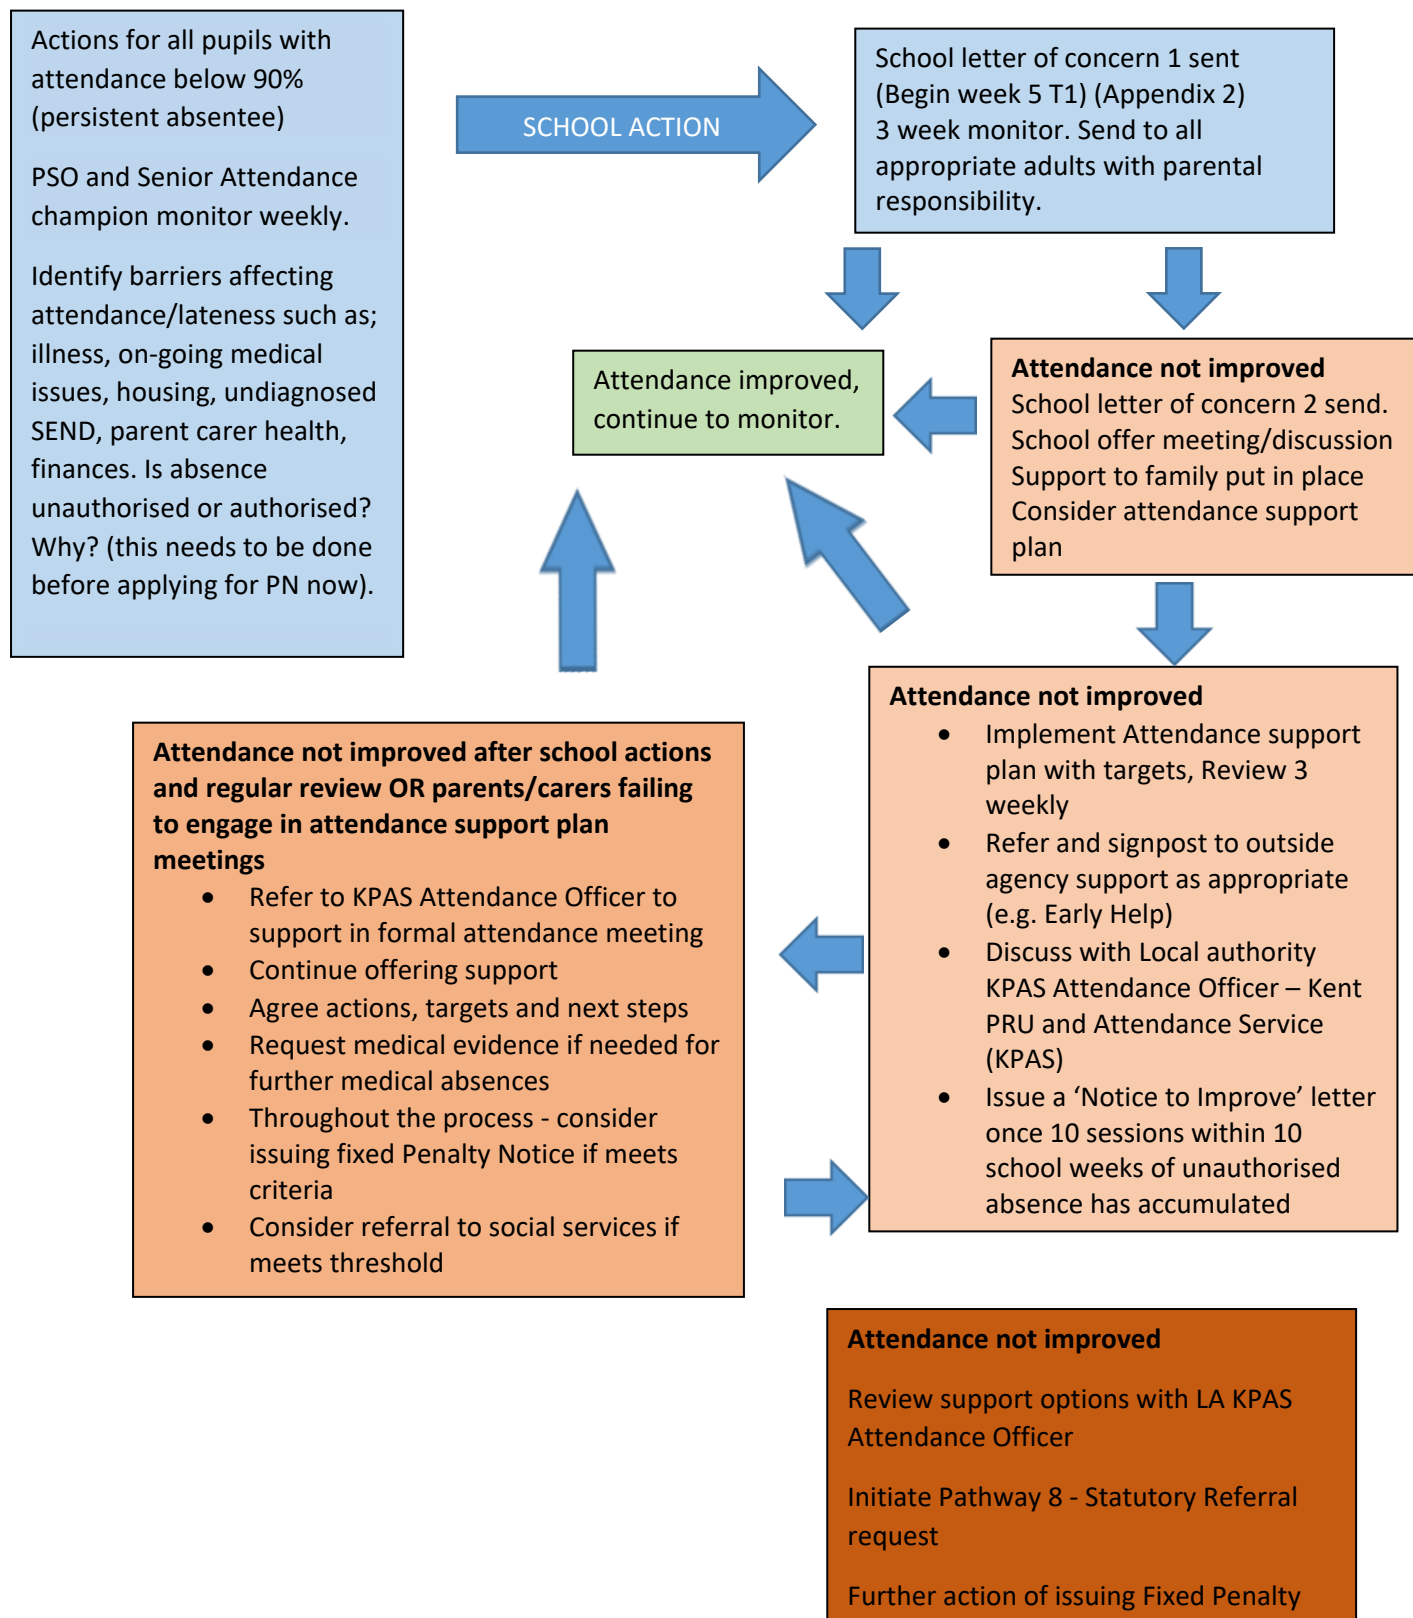 Actions for all pupils with
attendance below 90%
(persistent absentee)
PSO and Senior Attendance
champion monitor weekly.
Identify barriers affecting
attendance/lateness such as;
illness, on-going medical
issues, housing, undiagnosed
SEND, parent carer health,
finances. Is absence
unauthorised or authorised?
Why? (this needs to be done
before applying for PN now).
SCHOOL ACTION
School letter of concern 1 sent
(Begin week 5 T1) (Appendix 2)
3 week monitor. Send to all
appropriate adults with parental
responsibility.
Attendance improved,
continue to monitor.
Attendance not improved
School letter of concern 2 send.
School offer meeting/discussion
Support to family put in place
Consider attendance support
plan
Attendance not improved
• Implement Attendance support
plan with targets, Review 3
weekly
• Refer and signpost to outside
agency support as appropriate
(e.g. Early Help)
• Discuss with Local authority
KPAS Attendance Officer – Kent
PRU and Attendance Service
(KPAS)
• Issue a ‘Notice to Improve’ letter
once 10 sessions within 10
school weeks of unauthorised
absence has accumulated
Attendance not improved after school actions
and regular review OR parents/carers failing
to engage in attendance support plan
meetings
• Refer to KPAS Attendance Officer to
support in formal attendance meeting
• Continue offering support
• Agree actions, targets and next steps
• Request medical evidence if needed for
further medical absences
• Throughout the process - consider
issuing fixed Penalty Notice if meets
criteria
• Consider referral to social services if
meets threshold
Attendance not improved
Review support options with LA KPAS
Attendance Officer
Initiate Pathway 8 - Statutory Referral
request
Further action of issuing Fixed Penalty